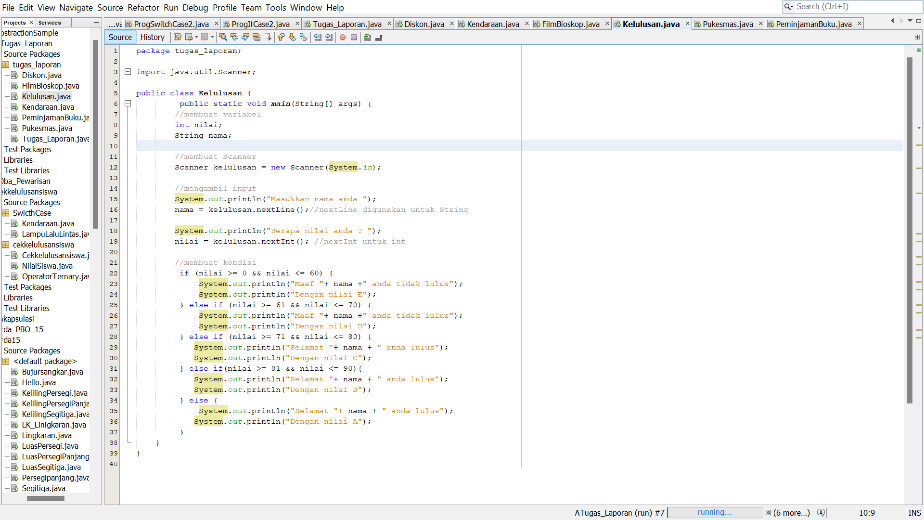 File Edit View Navigate Source Refactor Run Debug Profile Team Tools Window Help
Search (Ctrl+I)
Projects
Services
...va
ProgSwitchCase2.java
ProgJICase2.java
Tugas_Laporan.java
Diskon.java
Kendaraan.java
FilmBioskop.java
Kelulusan.java
Pukesmas.java
PeminjamanBuku.java
Source History
bstractionSample
Tugas_Laporan
Source Packages
tugas_laporan
Diskon.java
FilmBioskop.java
Kelulusan.java
Kendaraan.java
PeminjamanBuku.ja
Pukesmas.java
Tugas_Laporan.java
Test Packages
Libraries
Test Libraries
ba_Pewarisan
ekkelulusansiswa
Source Packages
SwicthCase
Kendaraan.java
LampuLaluLintas.jav
cekkelulusansiswa
Cekkelulusansiswa.j
NilaiSiswa.java
OperatorTernary.jav
Test Packages
Libraries
Test Libraries
kapsulasi
da_PBO_15
da15
Source Packages
<default package>
Bujursangkar.java
Hello.java
KelilingPersegi.java
KelilingPersegiPanja
KelilingSegitiga.java
LK_Linigkaran.java
Lingkaran.java
LuasPersegi.java
LuasPersegiPanjang
LuasSegitiga.java
Persegipanjang.java
Segitiga.java
1 package tugas_laporan;
2
3 import java.util.Scanner;
4
5 public class Kelulusan {
6 public static void main(String[] args) {
7 //membuat variabel
8 int nilai;
9 String nama;
10
11 //membuat Scanner
12 Scanner kelulusan = new Scanner(System.in);
13
14 //mengambil input
15 System.out.println("Masukkan nama anda ");
16 nama = kelulusan.nextLine();//nextLine digunakan untuk String
17
18 System.out.println("Berapa nilai anda ? ");
19 nilai = kelulusan.nextInt(); //nextInt untuk int
20
21 //membuat kondisi
22 if (nilai >= 0 && nilai <= 60) {
23 System.out.println("Maaf "+ nama +" anda tidak lulus");
24 System.out.println("Dengan nilai E");
25 } else if (nilai >= 61 && nilai <= 70) {
26 System.out.println("Maaf "+ nama +" anda tidak lulus");
27 System.out.println("Dengan nilai D");
28 } else if (nilai >= 71 && nilai <= 80) {
29 System.out.println("Selamat "+ nama + " anda lulus");
30 System.out.println("Dengan nilai C");
31 } else if(nilai >= 81 && nilai <= 90){
32 System.out.println("Selamat "+ nama + " anda lulus");
33 System.out.println("Dengan nilai B");
34 } else {
35 System.out.println("Selamat "+ nama + " anda lulus");
36 System.out.println("Dengan nilai A");
37 }
38 }
39 }
40
ATugas_Laporan (run) #7 running... (6 more...) 10:9 INS